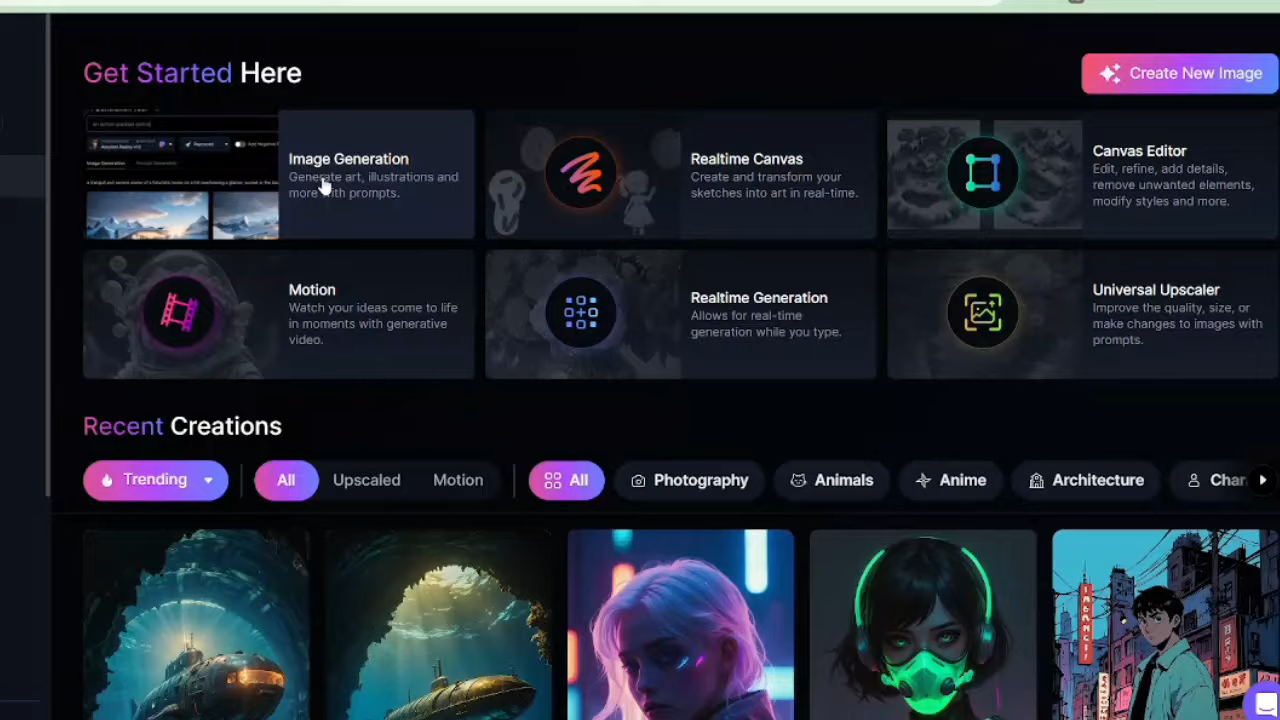 Get Started Here
Create New Image
Image Generation
Generate art, illustrations and
more with prompts.
Realtime Canvas
Create and transform your
sketches into art in real-time.
Canvas Editor
Edit, refine, add details,
remove unwanted elements,
modify styles and more.
Motion
Watch your ideas come to life
in moments with generative
video.
Realtime Generation
Allows for real-time
generation while you type.
Universal Upscaler
Improve the quality, size, or
make changes to images with
prompts.
Recent Creations
Trending
All
Upscaled
Motion
All
Photography
Animals
Anime
Architecture
Char